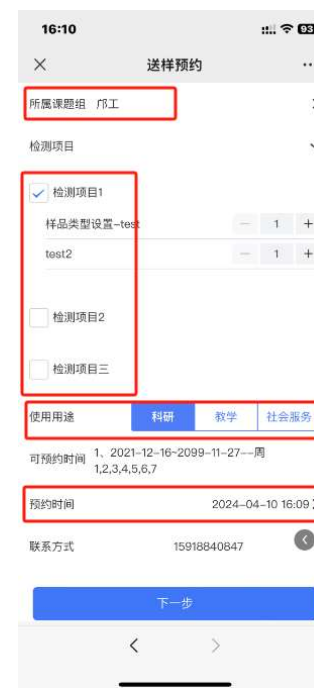 16:10
93
送样预约
所属课题组 邝工
检测项目
检测项目1
样品类型设置-test
1
test2
1
检测项目2
检测项目三
使用用途 科研 教学 社会服务
可预约时间 1、2021-12-16~2099-11-27--周
1,2,3,4,5,6,7
预约时间 2024-04-10 16:09
联系方式 15918840847
下一步